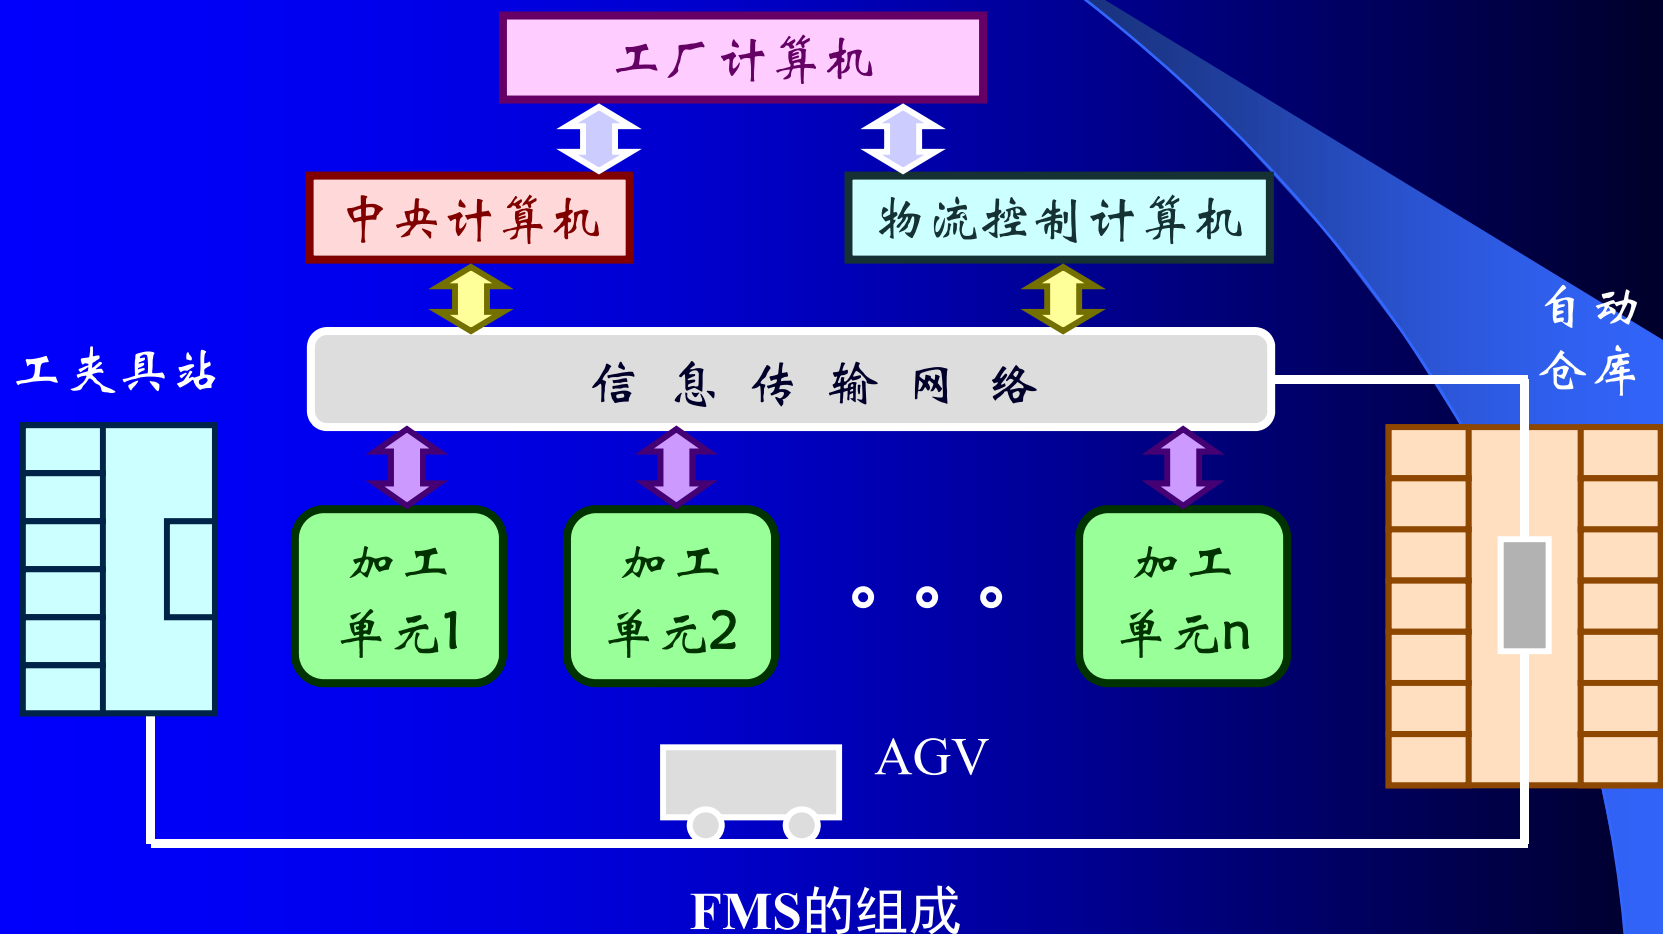 工厂计算机
中央计算机
物流控制计算机
自动
仓库
工夹具站
信息传输网络
加工
单元1
加工
单元2
加工
单元n
AGV
FMS的组成